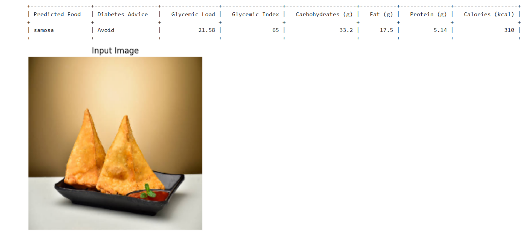 Predicted Food | Diabetes Advice | Glycemic Load | Glycemic Index | Carbohydrates (g) | Fat (g) | Protein (g) | Calories (kcal) |
samosa | Avoid | 21.58 | 65 | 33.2 | 17.5 | 5.14 | 310 |
Input Image